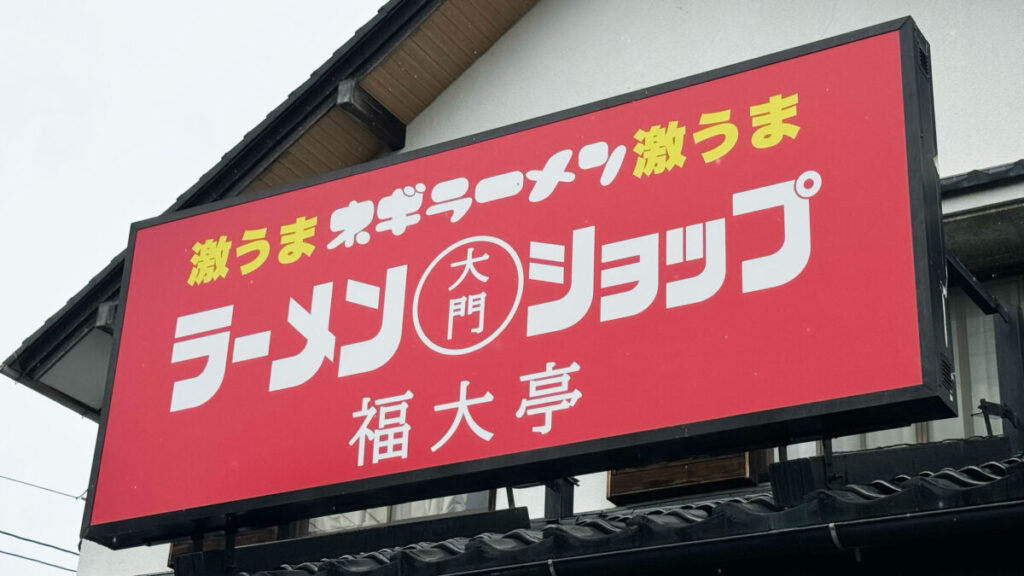 激うま ネギラーメン 激うま
ラーメン 大門 ショップ
福大亭